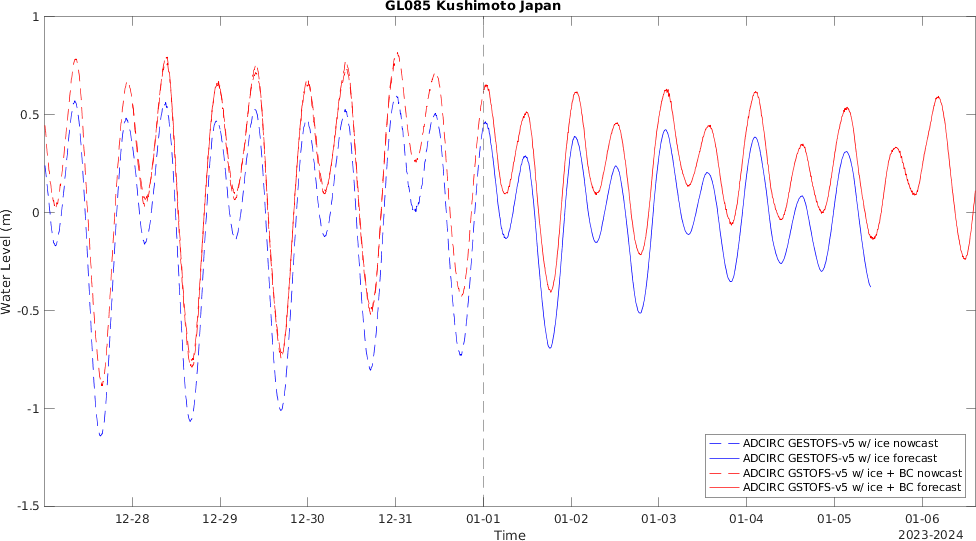 GL085 Kushimoto Japan
Water Level (m)
1
0.5
0
-0.5
-1
-1.5
12-28 12-29 12-30 12-31 01-01 01-02 01-03 01-04 01-05 01-06
Time
2023-2024
ADCIRC GESTOFS-v5 w/ ice nowcast
ADCIRC GESTOFS-v5 w/ ice forecast
ADCIRC GSTOFS-v5 w/ ice + BC nowcast
ADCIRC GSTOFS-v5 w/ ice + BC forecast